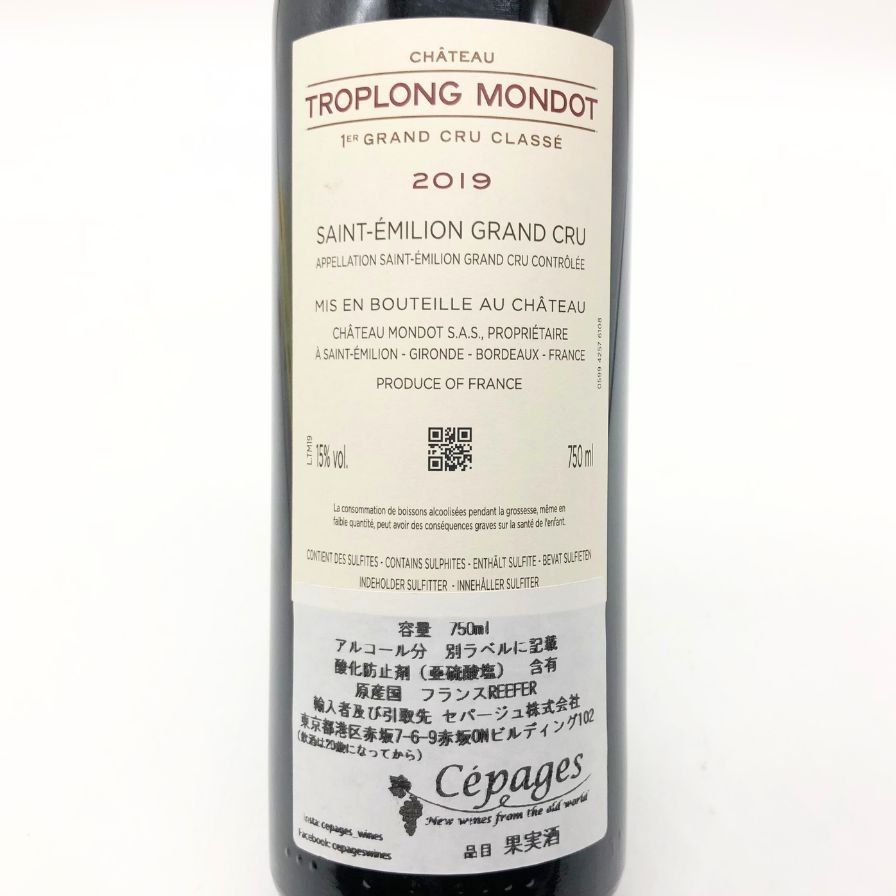 CHÂTEAU
TROPLONG MONDOT
1ER GRAND CRU CLASSÉ
2019
SAINT-ÉMILION GRAND CRU
APPELLATION SAINT-ÉMILION GRAND CRU CONTRÔLÉE
MIS EN BOUTEILLE AU CHÂTEAU
CHÂTEAU MONDOT S.A.S., PROPRIÉTAIRE
À SAINT-ÉMILION - GIRONDE - BORDEAUX - FRANCE
PRODUCE OF FRANCE
0599 4257 6108
L.TM19
15% vol.
750 ml
La consommation de boissons alcoolisées pendant la grossesse, même en
faible quantité, peut avoir des conséquences graves sur la santé de l'enfant.
CONTIENT DES SULFITES - CONTAINS SULPHITES - ENTHÄLT SULFITE - BEVAT SULFIETEN
INDEHOLDER SULFITTER - INNEHÅLLER SULFITER
容量 750ml
アルコール分 別ラベルに記載
酸化防止剤（亜硫酸塩） 含有
原産国 フランスREEFER
輸入者及び引取先 セパージュ株式会社
東京都港区赤坂7-6-9赤坂ONビルディング102
(飲酒は20歳になってから)
Cépages
New wines from the old world
Insta: cepages_wines
Facebook: cepageswines
品目 果実酒